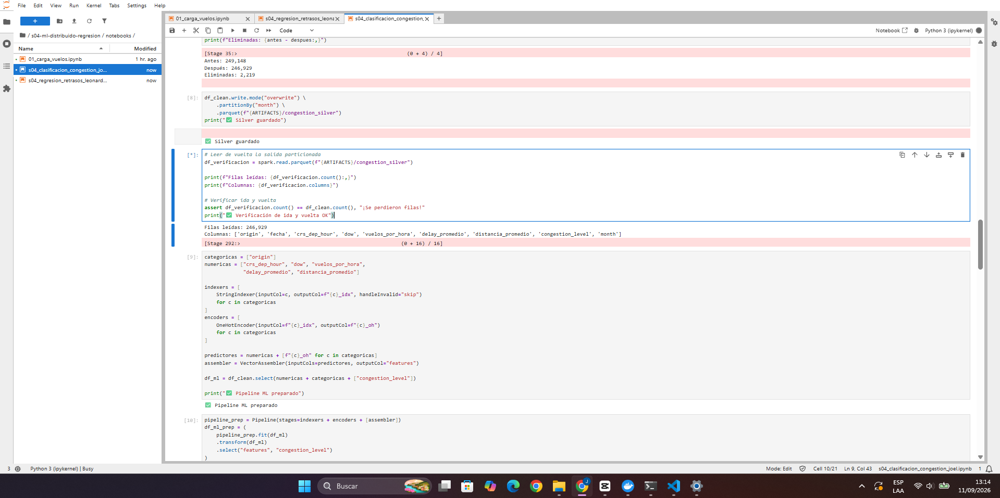 File Edit View Run Kernel Tabs Settings Help
01_carga_vuelos.ipynb
s04_regresion_retrasos_leona
s04_clasificacion_congestion_
Code
Notebook
Python 3 (ipykernel)
/ s04-ml-distribuido-regresion / notebooks /
Name Modified
01_carga_vuelos.ipynb 1 hr. ago
s04_clasificacion_congestion_jo... now
s04_regresion_retrasos_leonard... now
print(f"Eliminadas: {antes - despues:,}")
[Stage 35:> (0 + 4) / 4]
Antes: 249,148
Después: 246,929
Eliminadas: 2,219
[8]:
df_clean.write.mode("overwrite") \
.partitionBy("month") \
.parquet(f"{ARTIFACTS}/congestion_silver")
print("✅ Silver guardado")
✅ Silver guardado
[*]:
# Leer de vuelta la salida particionada
df_verificacion = spark.read.parquet(f"{ARTIFACTS}/congestion_silver")
print(f"Filas leídas: {df_verificacion.count():,}")
print(f"Columnas: {df_verificacion.columns}")
# Verificar ida y vuelta
assert df_verificacion.count() == df_clean.count(), "¡Se perdieron filas!"
print("✅ Verificación de ida y vuelta OK")
Filas leídas: 246,929
Columnas: ['origin', 'fecha', 'crs_dep_hour', 'dow', 'vuelos_por_hora', 'delay_promedio', 'distancia_promedio', 'congestion_level', 'month']
[Stage 292:> (0 + 16) / 16]
[9]:
categoricas = ["origin"]
numericas = ["crs_dep_hour", "dow", "vuelos_por_hora",
"delay_promedio", "distancia_promedio"]
indexers = [
StringIndexer(inputCol=c, outputCol=f"{c}_idx", handleInvalid="skip")
for c in categoricas
]
encoders = [
OneHotEncoder(inputCol=f"{c}_idx", outputCol=f"{c}_oh")
for c in categoricas
]
predictores = numericas + [f"{c}_oh" for c in categoricas]
assembler = VectorAssembler(inputCols=predictores, outputCol="features")
df_ml = df_clean.select(numericas + categoricas + ["congestion_level"])
print("✅ Pipeline ML preparado")
✅ Pipeline ML preparado
[10]:
pipeline_prep = Pipeline(stages=indexers + encoders + [assembler])
df_ml_prep = (
pipeline_prep.fit(df_ml)
.transform(df_ml)
.select("features", "congestion_level")
)
3 Python 3 (ipykernel) | Busy Mode: Edit Cell 10/21 Ln 9, Col 43 s04_clasificacion_congestion_joel.ipynb 1
Buscar
J
ESP
LAA
13:14
11/09/2026